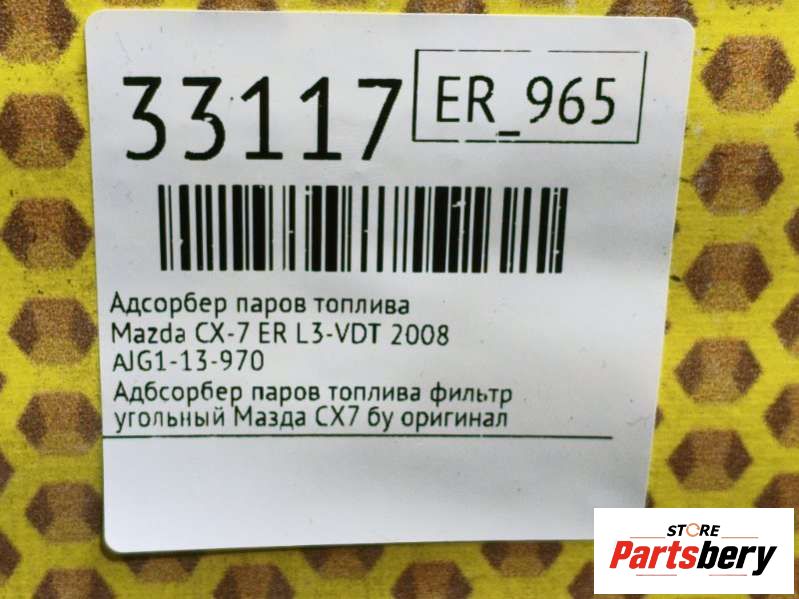 33117
ER_965
Адсорбер паров топлива
Mazda CX-7 ER L3-VDT 2008
AJG1-13-970
Адбсорбер паров топлива фильтр
угольный Мазда CX7 бу оригинал
STORE
Partsbery